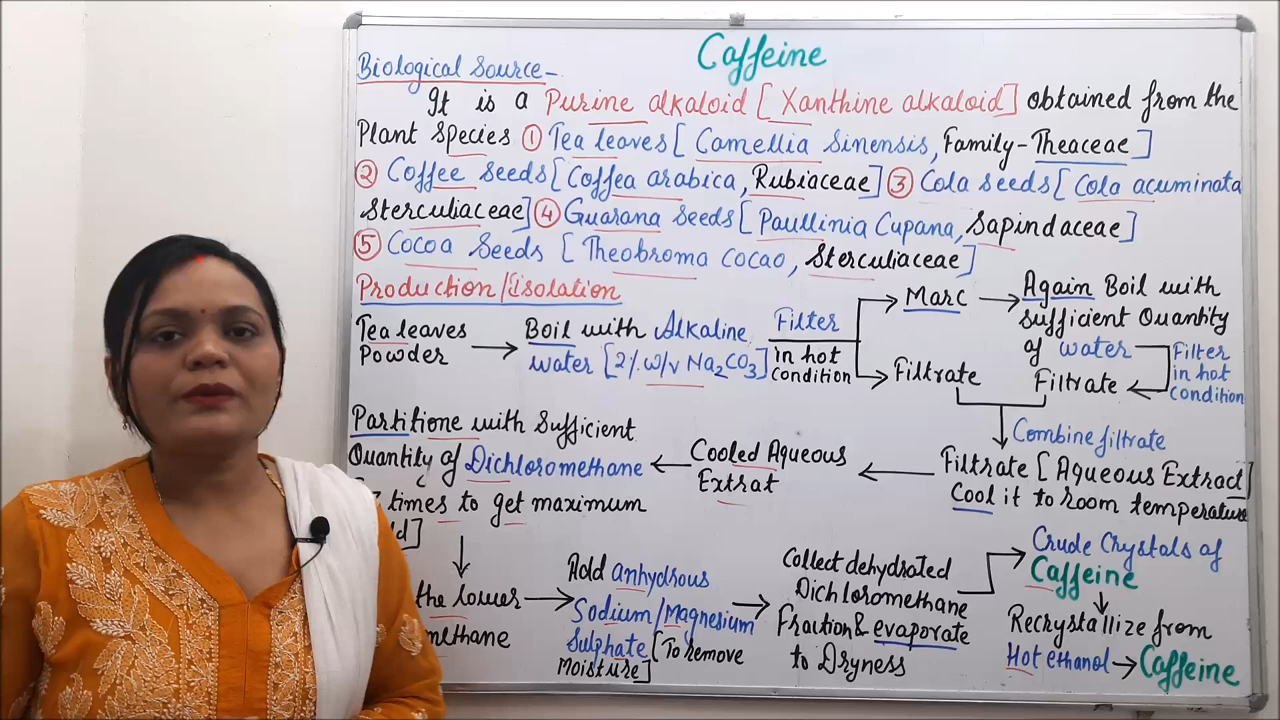 Caffeine
Biological Source-
It is a Purine alkaloid [Xanthine alkaloid] obtained from the
Plant Species ① Tea leaves [Camellia Sinensis, Family-Theaceae]
② Coffee Seeds [Coffea arabica, Rubiaceae] ③ Cola Seeds [Cola acuminata
Sterculiaceae] ④ Guarana Seeds [Paullinia Cupana, Sapindaceae]
⑤ Cocoa Seeds [Theobroma cocao, Sterculiaceae]
Production/isolation
Tea leaves
Powder
→ Boil with Alkaline
water [2% w/v Na₂CO₃]
Filter
in hot
condition
→ Marc → Again Boil with
sufficient Quantity
of water
Filter
in hot
condition
Filtrate
→ Filtrate
Combine filtrate
Filtrate [Aqueous Extract]
Cool it to room temperature
← Cooled Aqueous
Extrat
← Partitione with Sufficient
Quantity of Dichloromethane
times to get maximum
the lower
methane
→ Add anhydrous
Sodium/Magnesium
Sulphate [To remove
Moisture]
→ Collect dehydrated
Dichloromethane
Fraction & evaporate
to Dryness
→ Crude Crystals of
Caffeine
↓
Recrystallize from
Hot ethanol → Caffeine